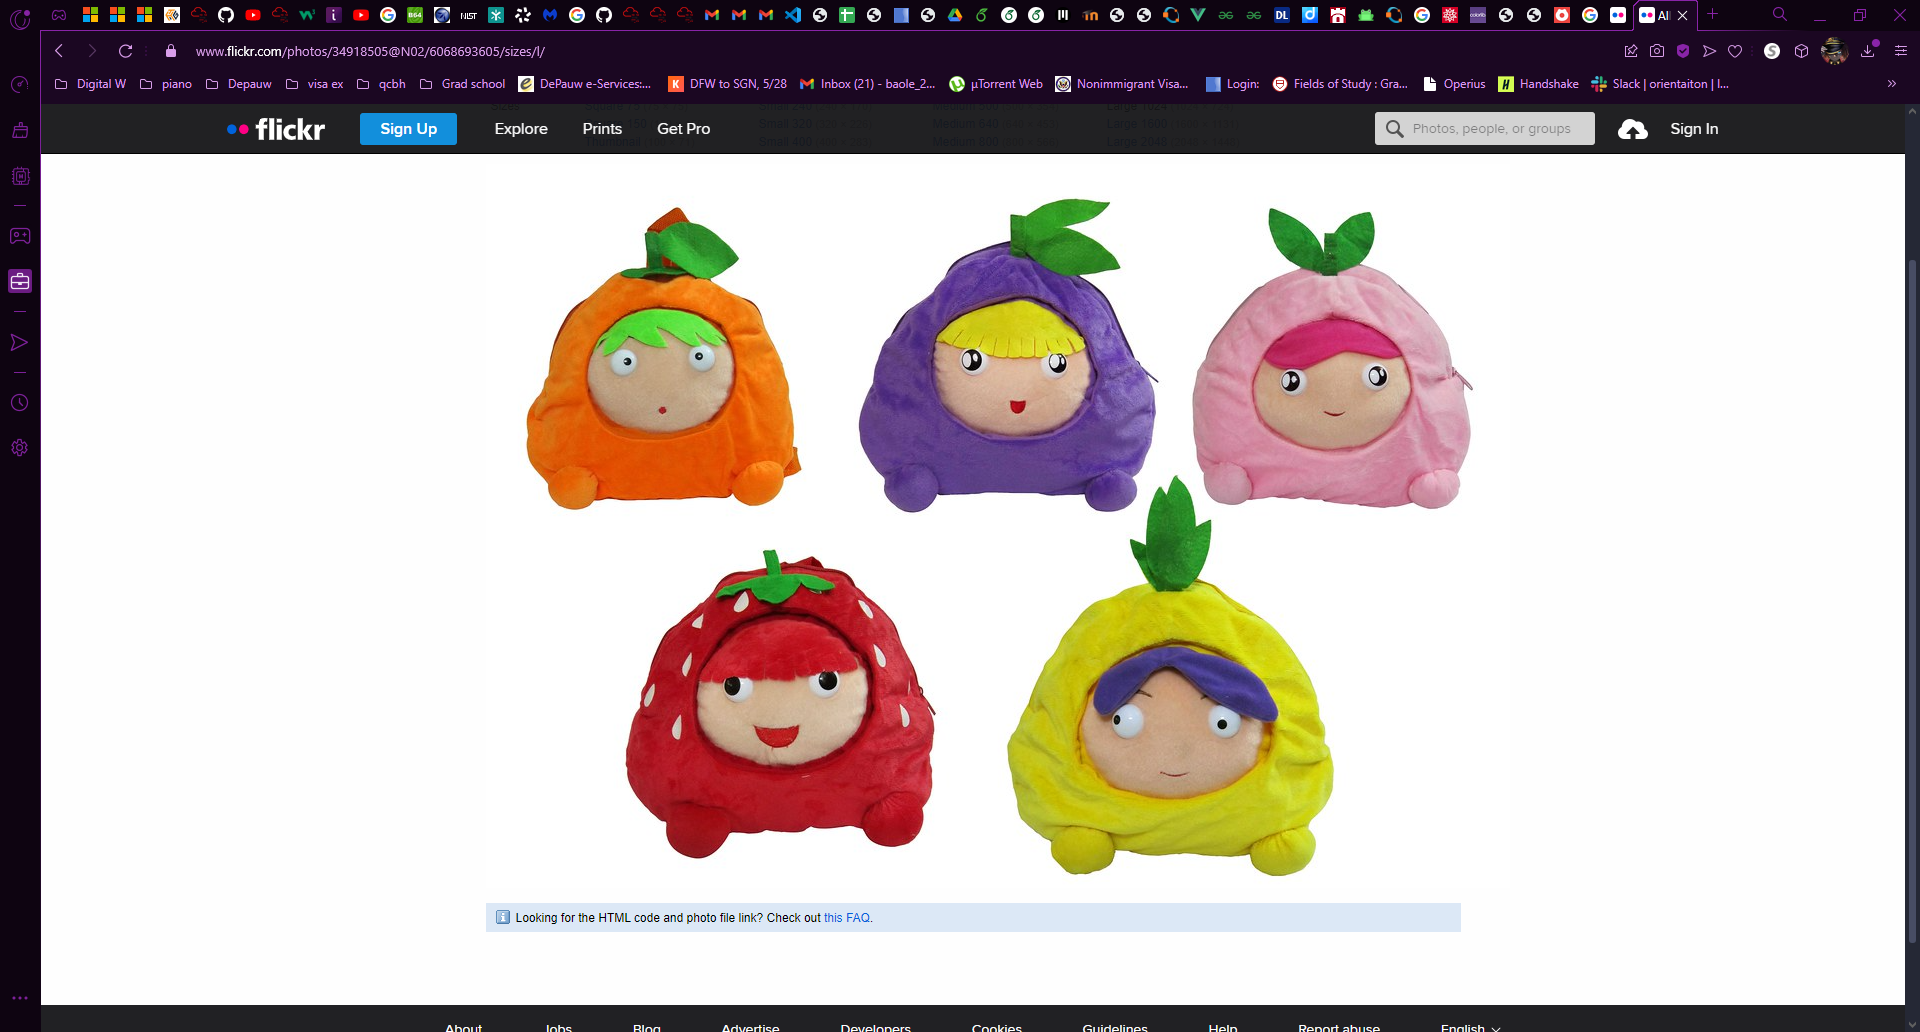 All
www.flickr.com/photos/34918505@N02/6068693605/sizes/l/
Digital W piano Depauw visa ex qcbh Grad school DePauw e-Services:... DFW to SGN, 5/28 Inbox (21) - baole_2... µTorrent Web Nonimmigrant Visa... Login: Fields of Study : Gra... Operius Handshake Slack | orientaiton | l...
flickr Sign Up Explore Prints Get Pro Photos, people, or groups Sign In
Looking for the HTML code and photo file link? Check out this FAQ.
About Jobs Blog Advertise Developers Cookies Guidelines Help Report abuse English